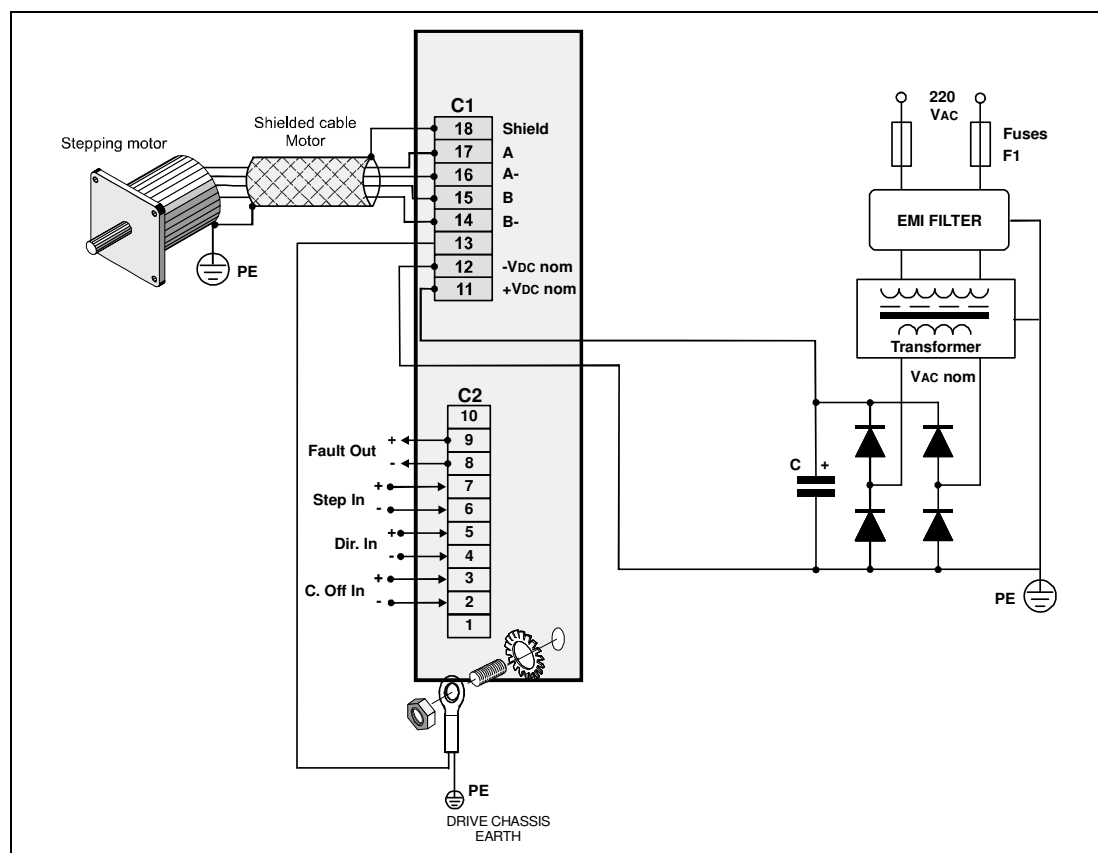 Stepping motor
Shielded cable
Motor
PE
C1
18 Shield
17 A
16 A-
15 B
14 B-
13
12 -VDC nom
11 +VDC nom
220
VAC
Fuses
F1
EMI FILTER
Transformer
VAC nom
C +
PE
C2
10
Fault Out + 9
- 8
Step In + 7
- 6
Dir. In + 5
- 4
C. Off In + 3
- 2
1
PE
DRIVE CHASSIS
EARTH